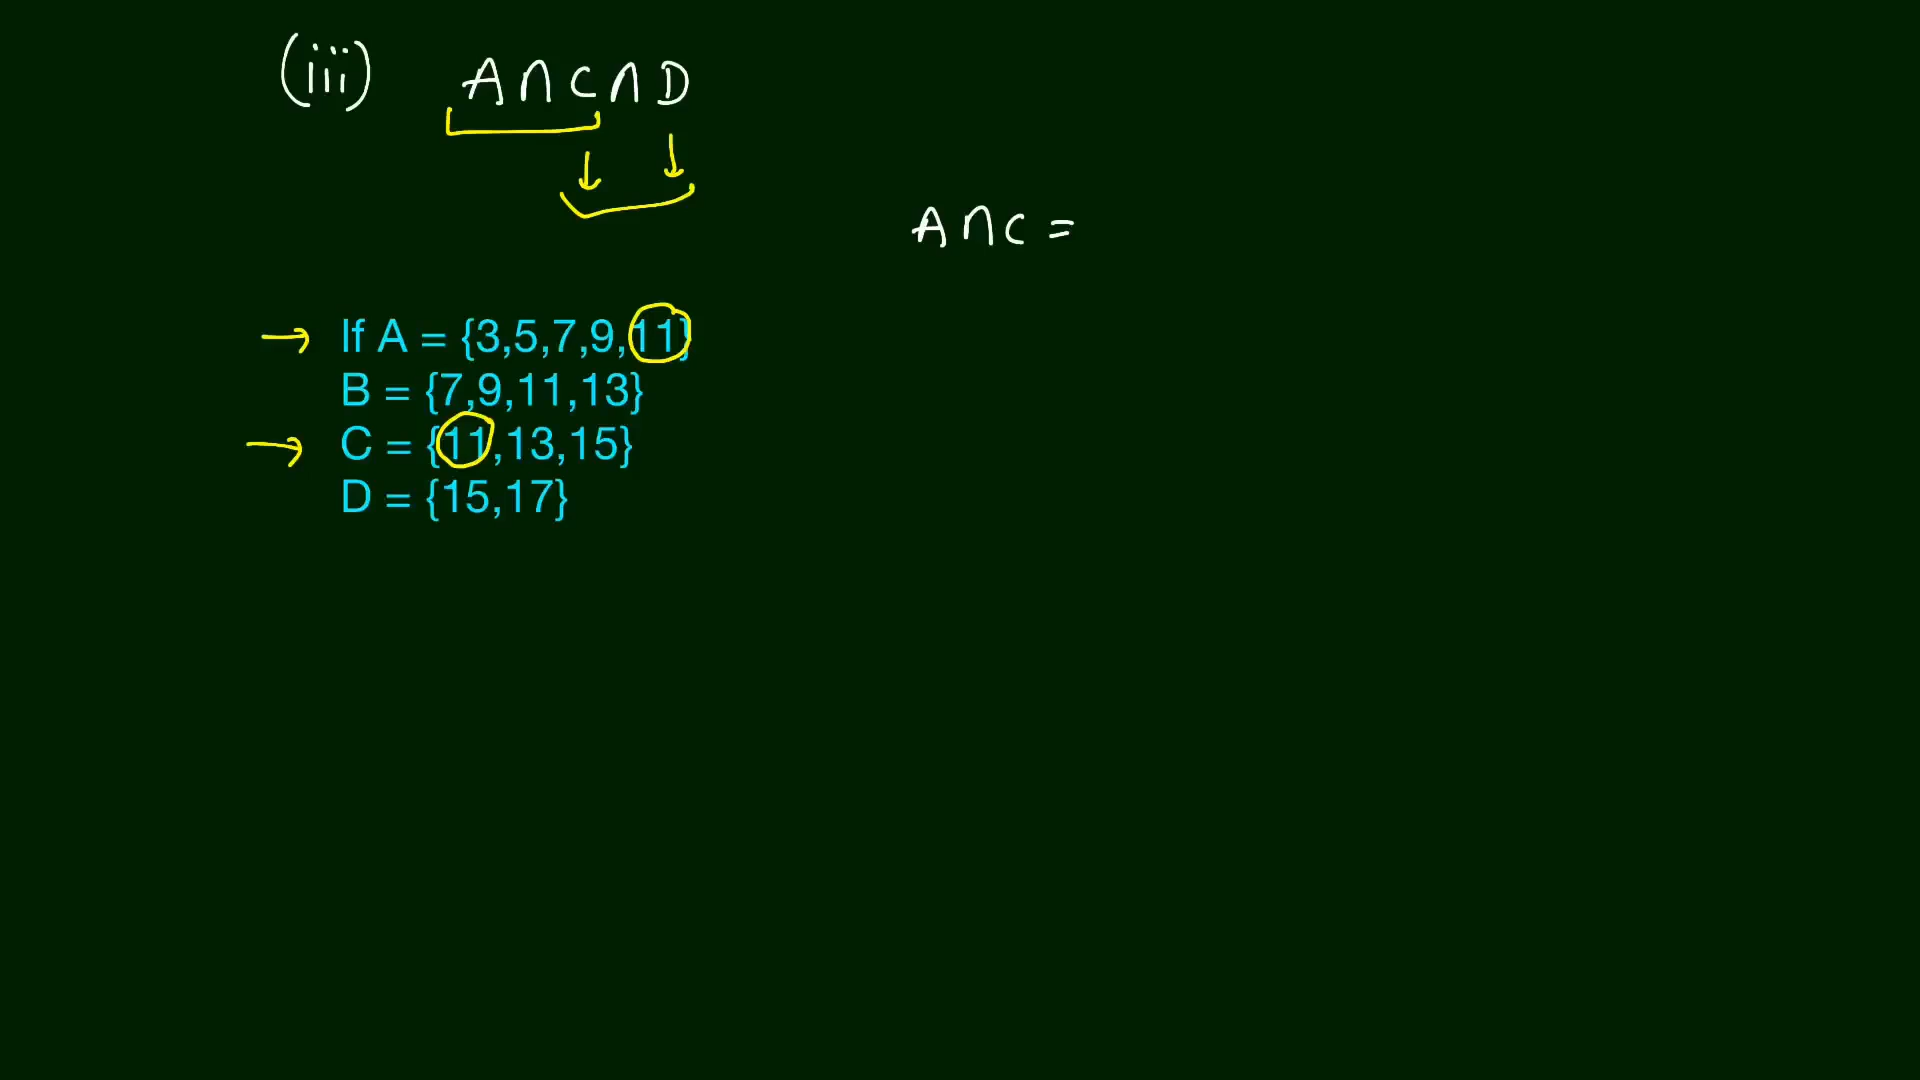 (iii) A∩C∩D
A∩C =
If A = {3,5,7,9,11}
B = {7,9,11,13}
C = {11,13,15}
D = {15,17}